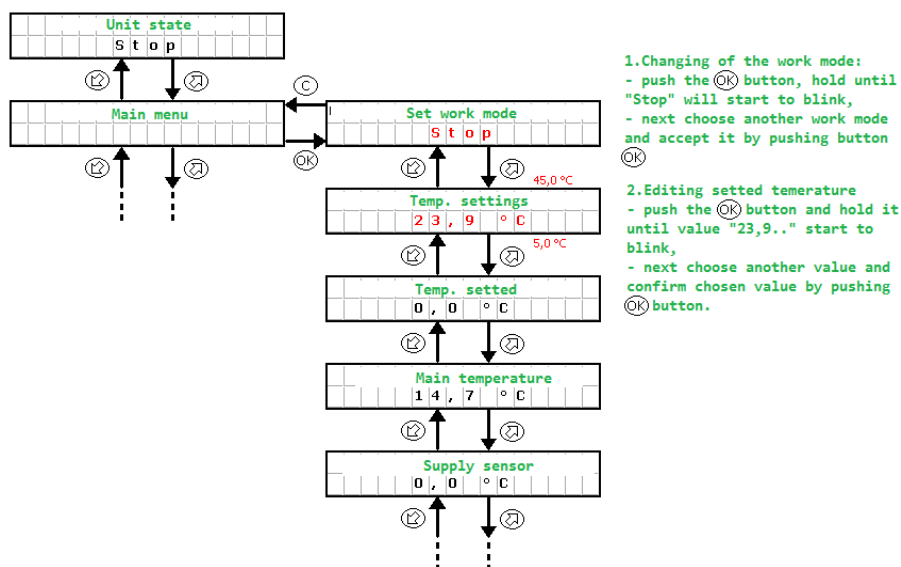 Unit state
Stop
Main menu
C
OK
Set work mode
Stop
45,0 °C
Temp. settings
23,9 °C
5,0 °C
Temp. setted
0,0 °C
Main temperature
14,7 °C
Supply sensor
0,0 °C
1.Changing of the work mode:
- push the OK button, hold until
"Stop" will start to blink,
- next choose another work mode
and accept it by pushing button
OK
2.Editing setted temerature
- push the OK button and hold it
until value "23,9.." start to
blink,
- next choose another value and
confirm chosen value by pushing
OK button.